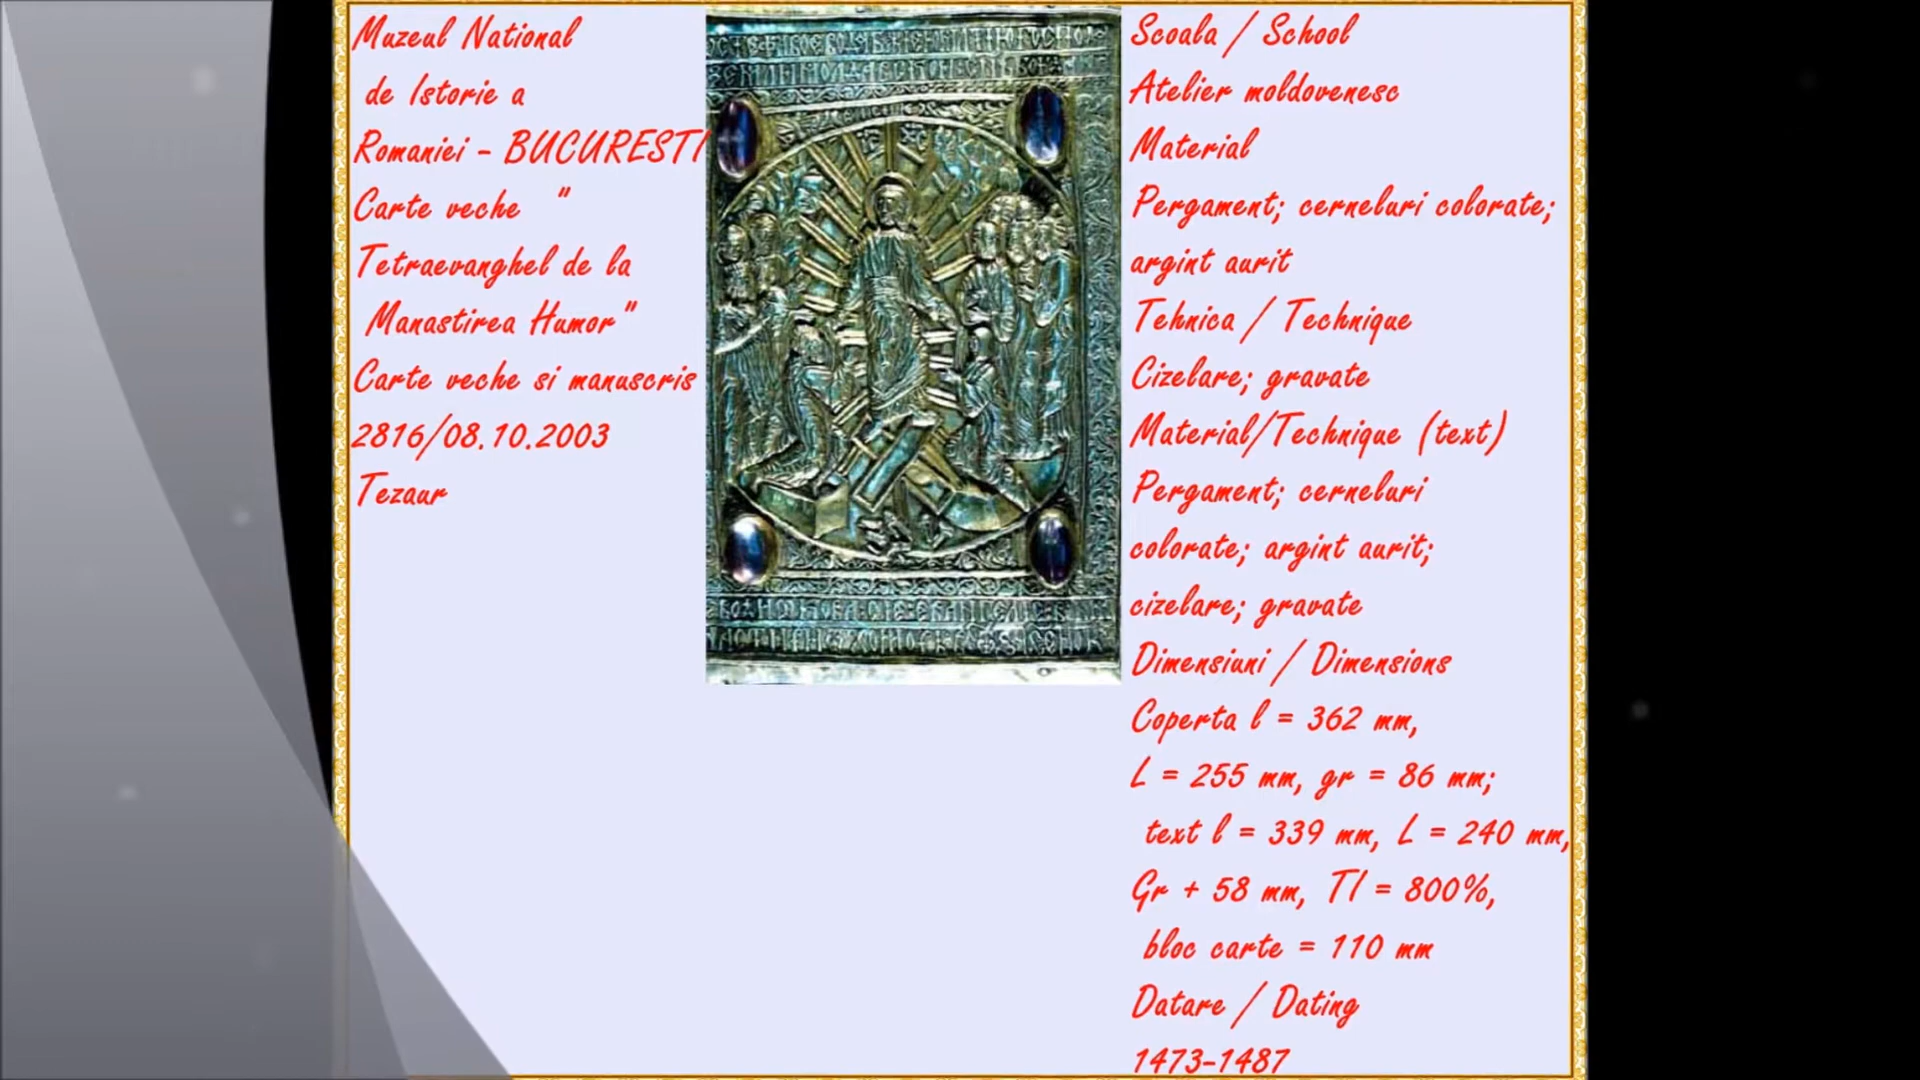 Muzeul National
de Istorie a
Romaniei - BUCURESTI
Carte veche "
Tetraevanghel de la
Manastirea Humor"
Carte veche si manuscris
2816/08.10.2003
Tezaur
Scoala / School
Atelier moldovenesc
Material
Pergament; cerneluri colorate;
argint aurit
Tehnica / Technique
Cizelare; gravate
Material/Technique (text)
Pergament; cerneluri
colorate; argint aurit;
cizelare; gravate
Dimensiuni / Dimensions
Coperta l = 362 mm,
L = 255 mm, gr = 86 mm;
text l = 339 mm, L = 240 mm,
Gr + 58 mm, Tl = 800%,
bloc carte = 110 mm
Datare / Dating
1473-1487